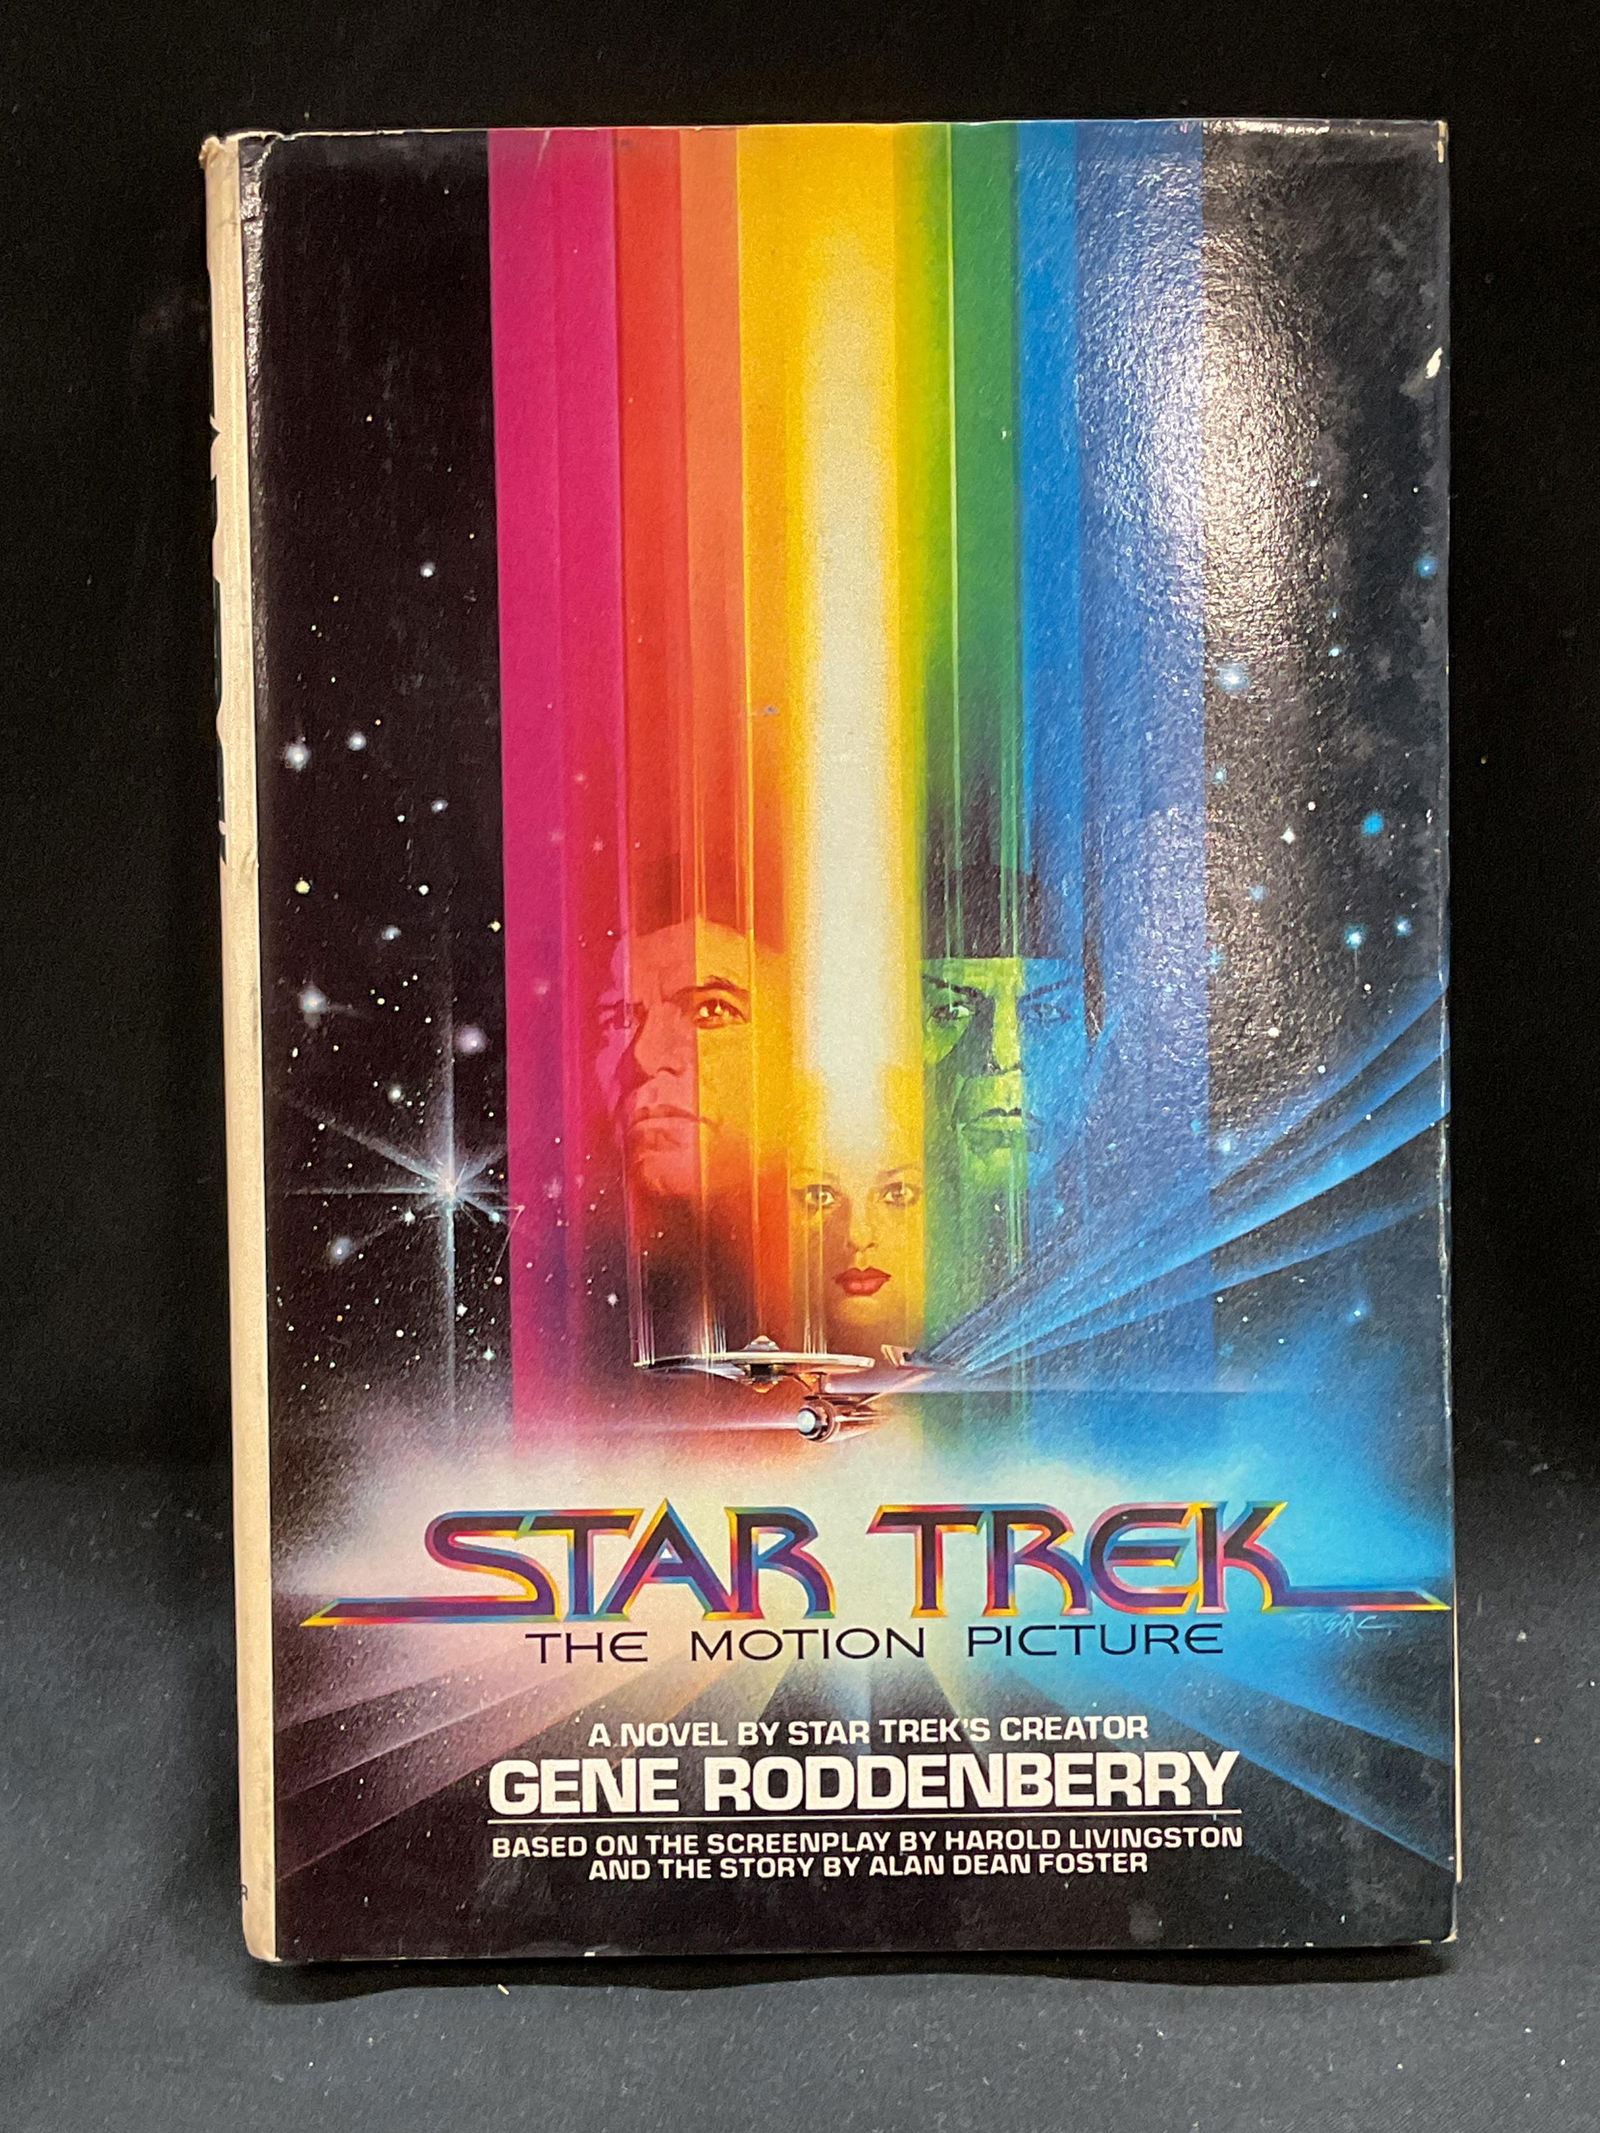 STAR TREK
THE MOTION PICTURE
A NOVEL BY STAR TREK'S CREATOR
GENE RODDENBERRY
BASED ON THE SCREENPLAY BY HAROLD LIVINGSTON
AND THE STORY BY ALAN DEAN FOSTER